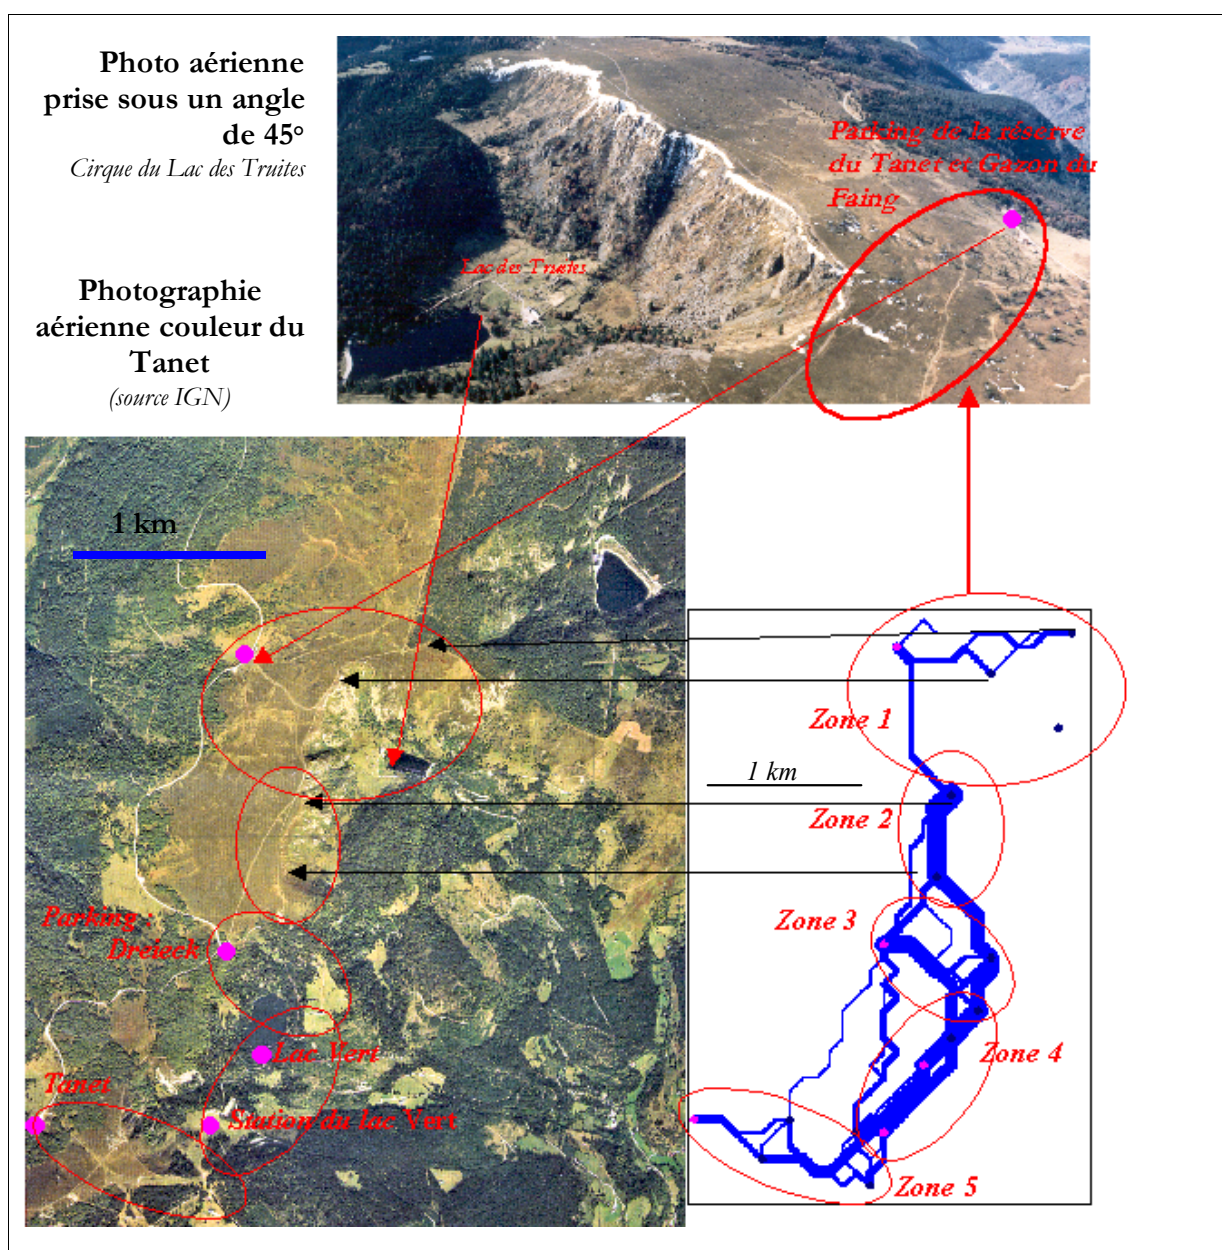 Photo aérienne
prise sous un angle
de 45°
Cirque du Lac des Truites
Parking de la réserve
du Tanet et Gazon du
Faing
Lac des Truites
Photographie
aérienne couleur du
Tanet
(source IGN)
1 km
Zone 1
1 km
Zone 2
Parking :
Dreieck
Zone 3
Lac Vert
Zone 4
Tanet
Station du lac Vert
Zone 5